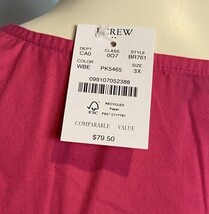 J.CREW
DEPT CLASS STYLE
CA0 007 BR761
COLOR SIZE
WBE PK5465 3X
099107052388
RECYCLED
Paper
FSC
COMPARABLE VALUE
$79.50